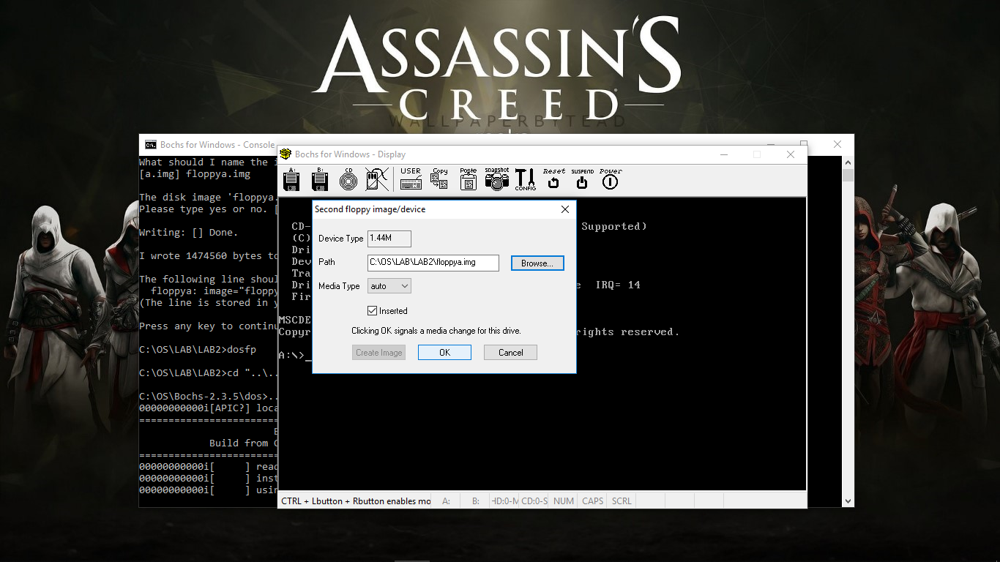 ASSASSIN'S
CREED
WALLPAPERBYTEAD
Bochs for Windows - Console
What should I name the i
[a.img] floppya.img
The disk image 'floppya.
Please type yes or no. [
Writing: [] Done.
I wrote 1474560 bytes to
The following line shoul
floppya: image="floppy
(The line is stored in y
Press any key to continu
C:\OS\LAB\LAB2>dosfp
C:\OS\LAB\LAB2>cd "..\..
C:\OS\Bochs-2.3.5\dos>..
00000000000i[APIC?] loca
========================
Build from C
========================
00000000000i[     ] read
00000000000i[     ] inst
00000000000i[     ] usin
Bochs for Windows - Display
A: B: CD USER Copy Paste snapshot CONFIG Reset SUSPEND Power
CD- Supported)
(C)
Dri
Dev
Tra
Dri e IRQ= 14
Fir
MSCDE
Copyr rights reserved.
A:\>_
Second floppy image/device
Device Type 1.44M
Path C:\OS\LAB\LAB2\floppya.img Browse...
Media Type auto
Inserted
Clicking OK signals a media change for this drive.
Create Image OK Cancel
CTRL + Lbutton + Rbutton enables mo A: B: HD:0-M CD:0-S NUM CAPS SCRL